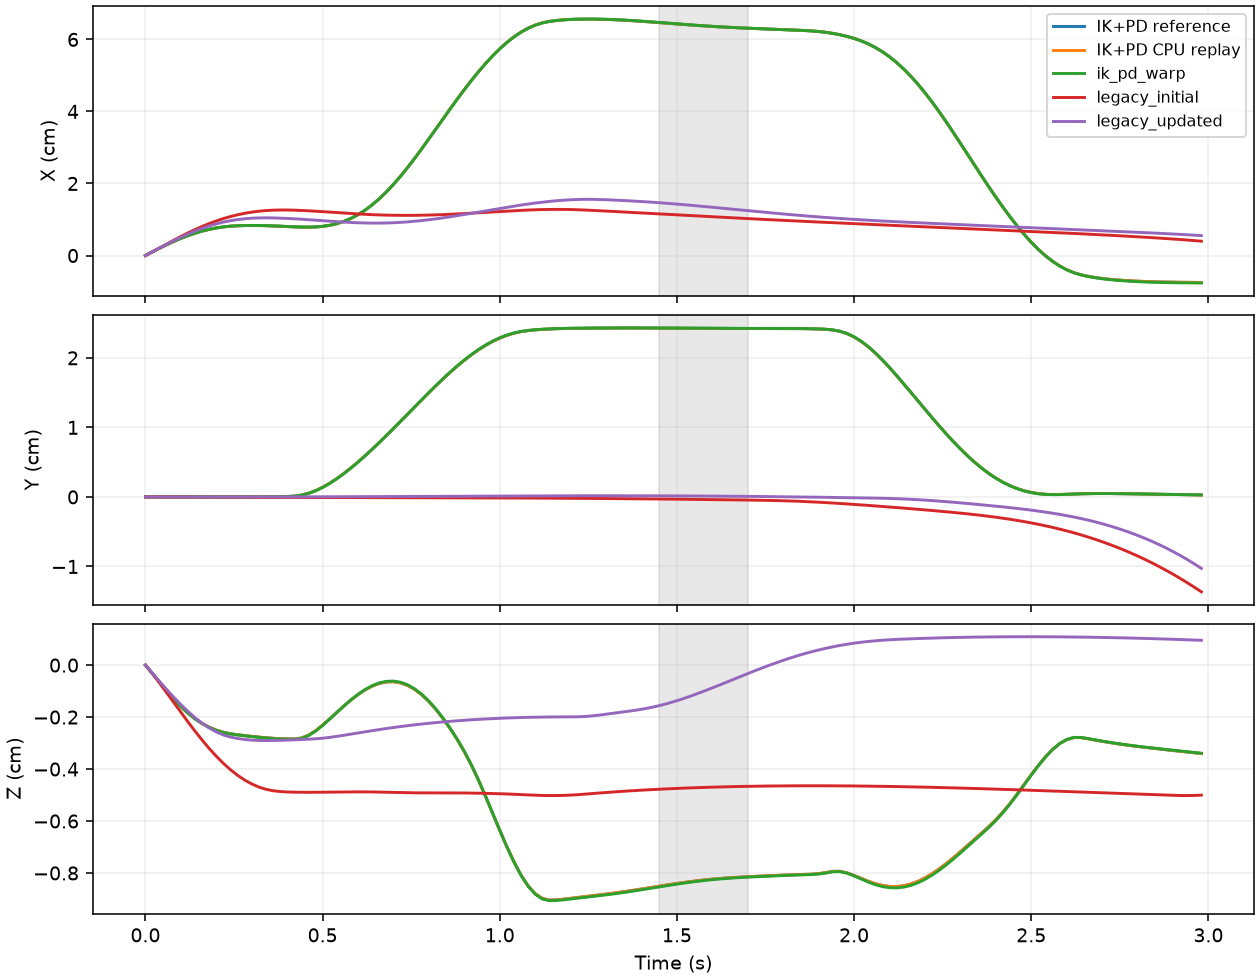 X (cm)
6
4
2
0
IK+PD reference
IK+PD CPU replay
ik_pd_warp
legacy_initial
legacy_updated
Y (cm)
2
1
0
−1
Z (cm)
0.0
−0.2
−0.4
−0.6
−0.8
0.0 0.5 1.0 1.5 2.0 2.5 3.0
Time (s)